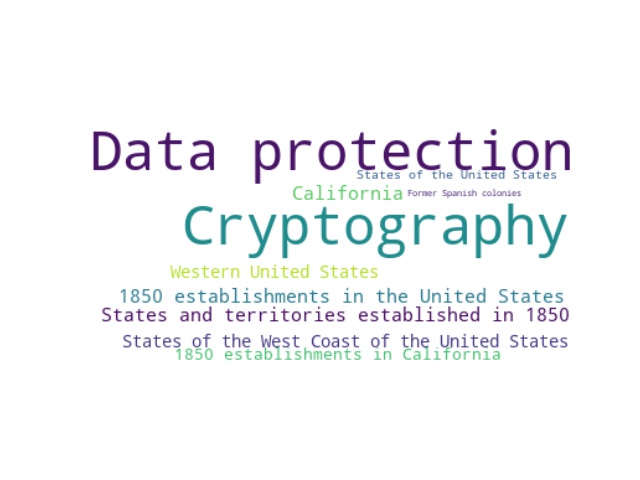 Data protection
States of the United States
California
Former Spanish colonies
Cryptography
Western United States
1850 establishments in the United States
States and territories established in 1850
States of the West Coast of the United States
1850 establishments in California